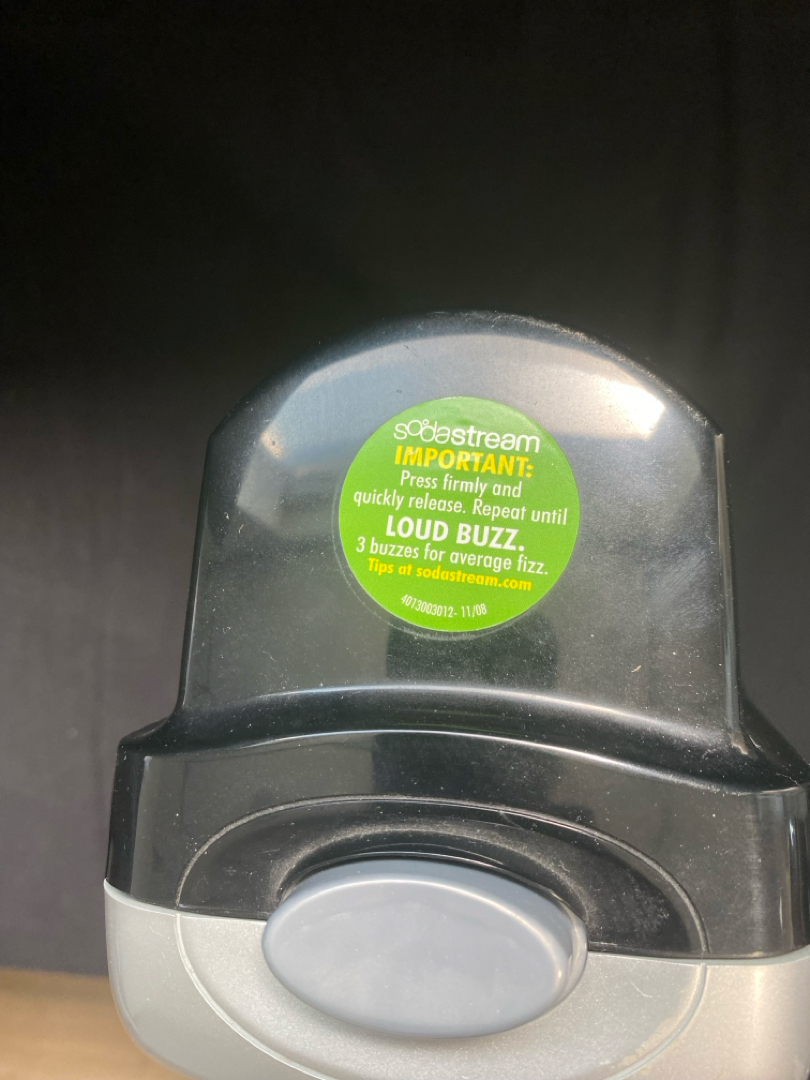 sodastream
IMPORTANT:
Press firmly and
quickly release. Repeat until
LOUD BUZZ.
3 buzzes for average fizz.
Tips at sodastream.com
4013003012- 11/08